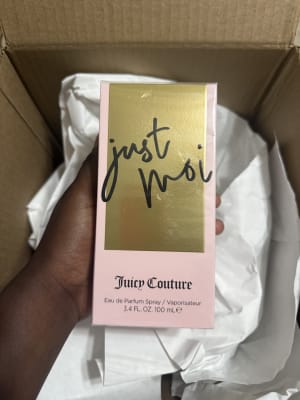 just
moi
Juicy Couture
Eau de Parfum Spray / Vaporisateur
3.4 FL. OZ. 100 mL℮